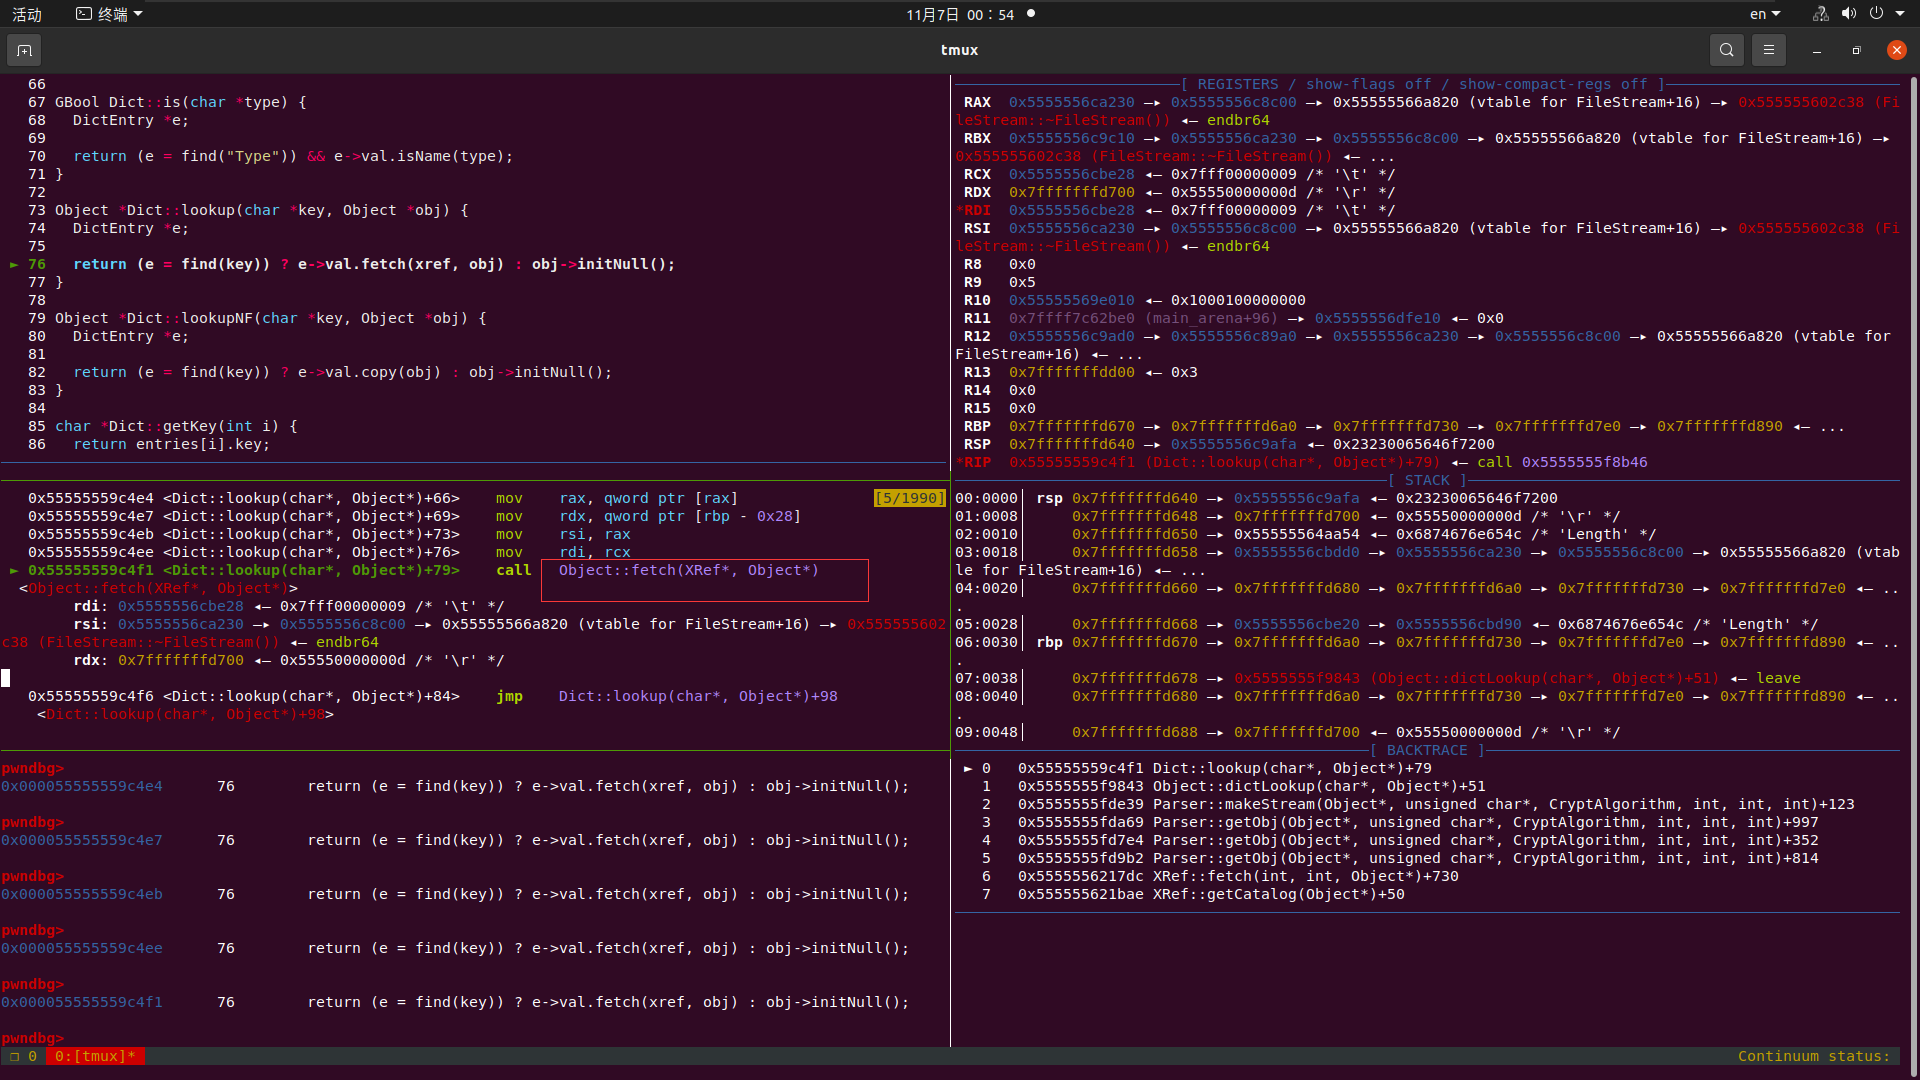 活动 终端 11月7日 00：54 en
tmux
66
67 GBool Dict::is(char *type) {
68   DictEntry *e;
69
70   return (e = find("Type")) && e->val.isName(type);
71 }
72
73 Object *Dict::lookup(char *key, Object *obj) {
74   DictEntry *e;
75
► 76   return (e = find(key)) ? e->val.fetch(xref, obj) : obj->initNull();
77 }
78
79 Object *Dict::lookupNF(char *key, Object *obj) {
80   DictEntry *e;
81
82   return (e = find(key)) ? e->val.copy(obj) : obj->initNull();
83 }
84
85 char *Dict::getKey(int i) {
86   return entries[i].key;
0x55555559c4e4 <Dict::lookup(char*, Object*)+66>    mov    rax, qword ptr [rax] [5/1990]
0x55555559c4e7 <Dict::lookup(char*, Object*)+69>    mov    rdx, qword ptr [rbp - 0x28]
0x55555559c4eb <Dict::lookup(char*, Object*)+73>    mov    rsi, rax
0x55555559c4ee <Dict::lookup(char*, Object*)+76>    mov    rdi, rcx
► 0x55555559c4f1 <Dict::lookup(char*, Object*)+79>    call   Object::fetch(XRef*, Object*)
<Object::fetch(XRef*, Object*)>
rdi: 0x5555556cbe28 ◂— 0x7fff00000009 /* '\t' */
rsi: 0x5555556ca230 —▸ 0x5555556c8c00 —▸ 0x55555566a820 (vtable for FileStream+16) —▸ 0x555555602
c38 (FileStream::~FileStream()) ◂— endbr64
rdx: 0x7fffffffd700 ◂— 0x55550000000d /* '\r' */
0x55555559c4f6 <Dict::lookup(char*, Object*)+84>    jmp    Dict::lookup(char*, Object*)+98
<Dict::lookup(char*, Object*)+98>
pwndbg>
0x000055555559c4e4      76        return (e = find(key)) ? e->val.fetch(xref, obj) : obj->initNull();
pwndbg>
0x000055555559c4e7      76        return (e = find(key)) ? e->val.fetch(xref, obj) : obj->initNull();
pwndbg>
0x000055555559c4eb      76        return (e = find(key)) ? e->val.fetch(xref, obj) : obj->initNull();
pwndbg>
0x000055555559c4ee      76        return (e = find(key)) ? e->val.fetch(xref, obj) : obj->initNull();
pwndbg>
0x000055555559c4f1      76        return (e = find(key)) ? e->val.fetch(xref, obj) : obj->initNull();
pwndbg>
[ REGISTERS / show-flags off / show-compact-regs off ]
RAX  0x5555556ca230 —▸ 0x5555556c8c00 —▸ 0x55555566a820 (vtable for FileStream+16) —▸ 0x555555602c38 (Fi
leStream::~FileStream()) ◂— endbr64
RBX  0x5555556c9c10 —▸ 0x5555556ca230 —▸ 0x5555556c8c00 —▸ 0x55555566a820 (vtable for FileStream+16) —▸
0x555555602c38 (FileStream::~FileStream()) ◂— ...
RCX  0x5555556cbe28 ◂— 0x7fff00000009 /* '\t' */
RDX  0x7fffffffd700 ◂— 0x55550000000d /* '\r' */
*RDI  0x5555556cbe28 ◂— 0x7fff00000009 /* '\t' */
RSI  0x5555556ca230 —▸ 0x5555556c8c00 —▸ 0x55555566a820 (vtable for FileStream+16) —▸ 0x555555602c38 (Fi
leStream::~FileStream()) ◂— endbr64
R8   0x0
R9   0x5
R10  0x55555569e010 ◂— 0x1000100000000
R11  0x7ffff7c62be0 (main_arena+96) —▸ 0x5555556dfe10 ◂— 0x0
R12  0x5555556c9ad0 —▸ 0x5555556c89a0 —▸ 0x5555556ca230 —▸ 0x5555556c8c00 —▸ 0x55555566a820 (vtable for
FileStream+16) ◂— ...
R13  0x7fffffffdd00 ◂— 0x3
R14  0x0
R15  0x0
RBP  0x7fffffffd670 —▸ 0x7fffffffd6a0 —▸ 0x7fffffffd730 —▸ 0x7fffffffd7e0 —▸ 0x7fffffffd890 ◂— ...
RSP  0x7fffffffd640 —▸ 0x5555556c9afa ◂— 0x23230065646f7200
*RIP  0x55555559c4f1 (Dict::lookup(char*, Object*)+79) ◂— call 0x5555555f8b46
[ STACK ]
00:0000│ rsp 0x7fffffffd640 —▸ 0x5555556c9afa ◂— 0x23230065646f7200
01:0008│     0x7fffffffd648 —▸ 0x7fffffffd700 ◂— 0x55550000000d /* '\r' */
02:0010│     0x7fffffffd650 —▸ 0x55555564aa54 ◂— 0x6874676e654c /* 'Length' */
03:0018│     0x7fffffffd658 —▸ 0x5555556cbdd0 —▸ 0x5555556ca230 —▸ 0x5555556c8c00 —▸ 0x55555566a820 (vtab
le for FileStream+16) ◂— ...
04:0020│     0x7fffffffd660 —▸ 0x7fffffffd680 —▸ 0x7fffffffd6a0 —▸ 0x7fffffffd730 —▸ 0x7fffffffd7e0 ◂— ..
.
05:0028│     0x7fffffffd668 —▸ 0x5555556cbe20 —▸ 0x5555556cbd90 ◂— 0x6874676e654c /* 'Length' */
06:0030│ rbp 0x7fffffffd670 —▸ 0x7fffffffd6a0 —▸ 0x7fffffffd730 —▸ 0x7fffffffd7e0 —▸ 0x7fffffffd890 ◂— ..
.
07:0038│     0x7fffffffd678 —▸ 0x5555555f9843 (Object::dictLookup(char*, Object*)+51) ◂— leave
08:0040│     0x7fffffffd680 —▸ 0x7fffffffd6a0 —▸ 0x7fffffffd730 —▸ 0x7fffffffd7e0 —▸ 0x7fffffffd890 ◂— ..
.
09:0048│     0x7fffffffd688 —▸ 0x7fffffffd700 ◂— 0x55550000000d /* '\r' */
[ BACKTRACE ]
► 0   0x55555559c4f1 Dict::lookup(char*, Object*)+79
1   0x5555555f9843 Object::dictLookup(char*, Object*)+51
2   0x5555555fde39 Parser::makeStream(Object*, unsigned char*, CryptAlgorithm, int, int, int)+123
3   0x5555555fda69 Parser::getObj(Object*, unsigned char*, CryptAlgorithm, int, int, int)+997
4   0x5555555fd7e4 Parser::getObj(Object*, unsigned char*, CryptAlgorithm, int, int, int)+352
5   0x5555555fd9b2 Parser::getObj(Object*, unsigned char*, CryptAlgorithm, int, int, int)+814
6   0x5555556217dc XRef::fetch(int, int, Object*)+730
7   0x555555621bae XRef::getCatalog(Object*)+50
❐ 0  0:[tmux]* Continuum status: